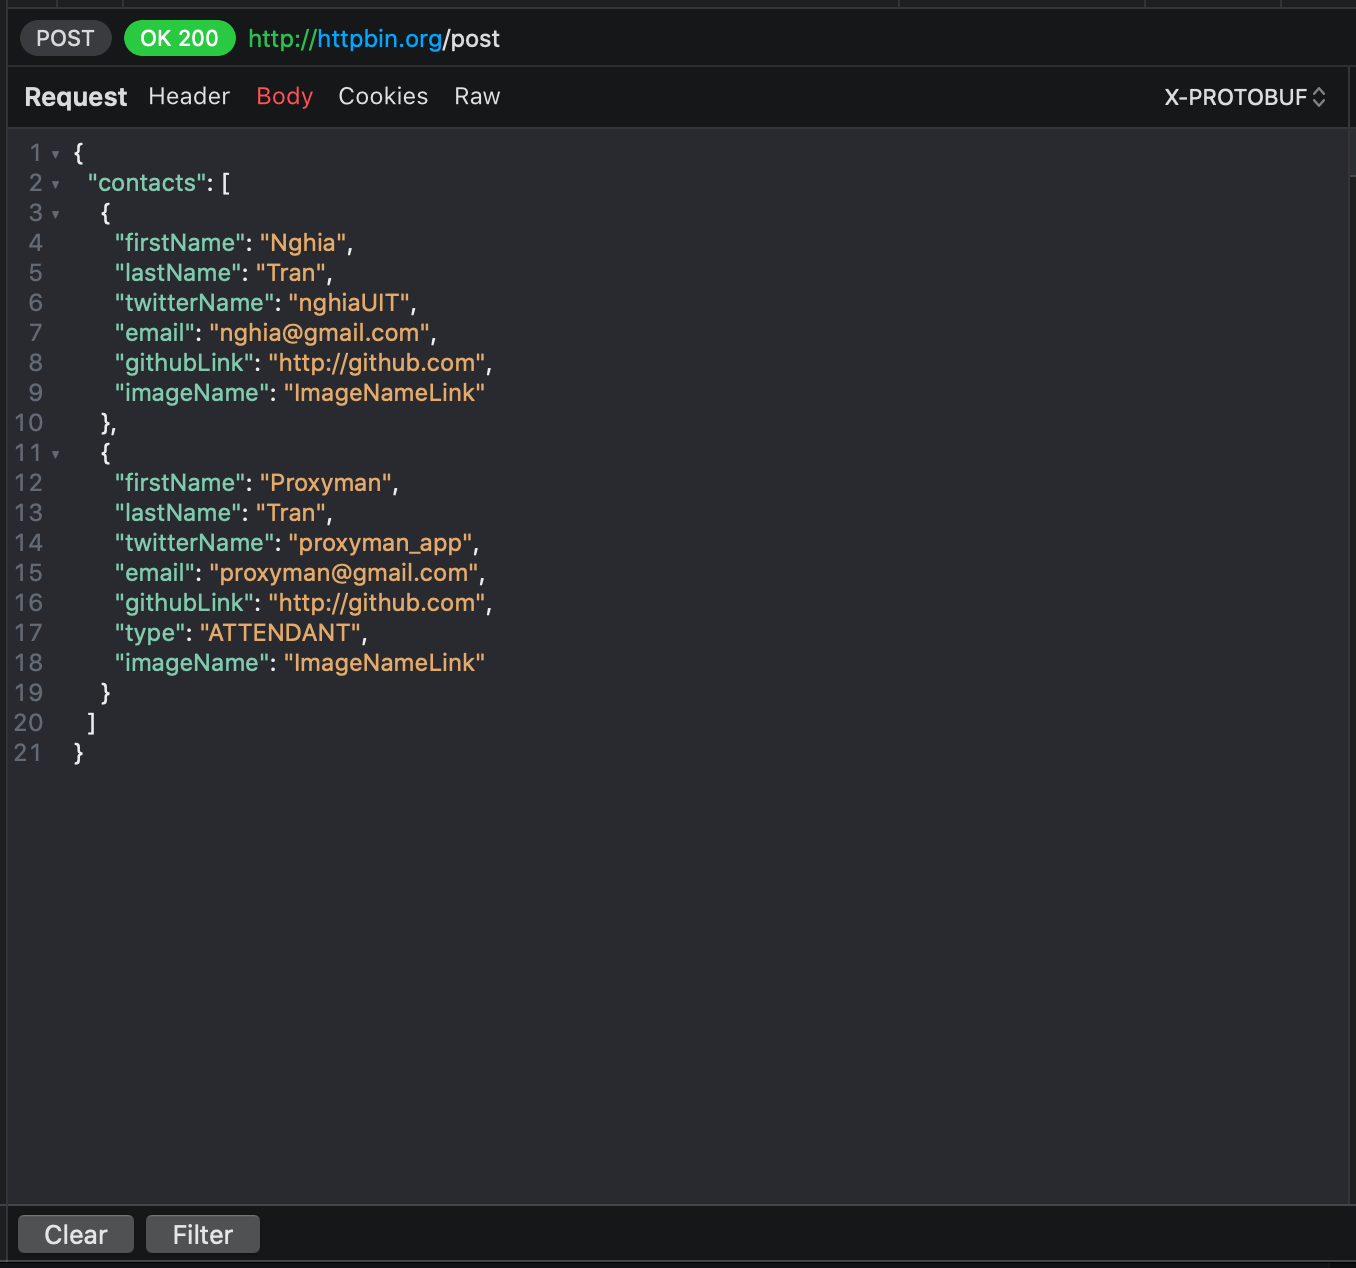 POST OK 200 http://httpbin.org/post
Request Header Body Cookies Raw X-PROTOBUF
1 {
2 "contacts": [
3 {
4 "firstName": "Nghia",
5 "lastName": "Tran",
6 "twitterName": "nghiaUIT",
7 "email": "nghia@gmail.com",
8 "githubLink": "http://github.com",
9 "imageName": "ImageNameLink"
10 },
11 {
12 "firstName": "Proxyman",
13 "lastName": "Tran",
14 "twitterName": "proxyman_app",
15 "email": "proxyman@gmail.com",
16 "githubLink": "http://github.com",
17 "type": "ATTENDANT",
18 "imageName": "ImageNameLink"
19 }
20 ]
21 }
Clear Filter